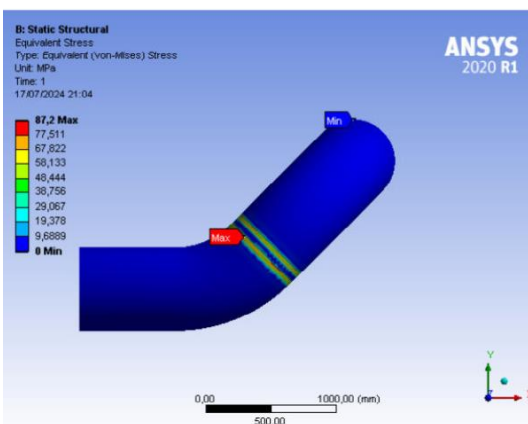 B: Static Structural
Equivalent Stress
Type: Equivalent (von-Mises) Stress
Unit: MPa
Time: 1
17/07/2024 21:04
87,2 Max
77,511
67,822
58,133
48,444
38,756
29,067
19,378
9,6889
0 Min
ANSYS
2020 R1
Min
Max
Y
0,00
1000,00 (mm)
500,00